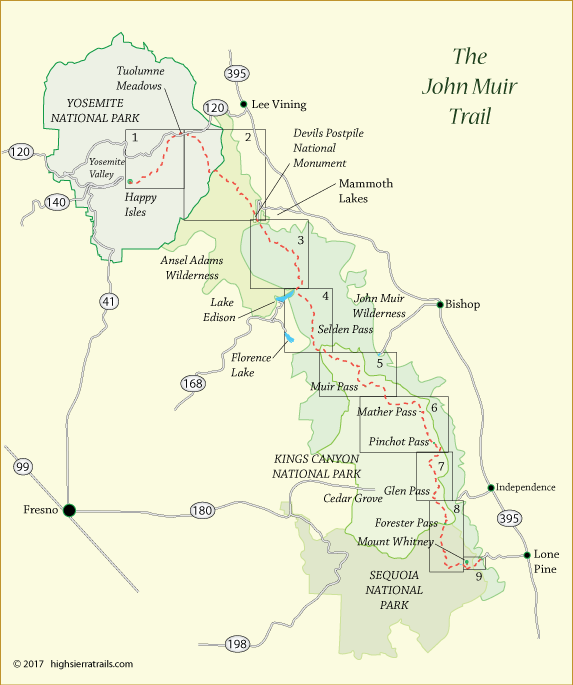 The
John Muir
Trail
395
Tuolumne
Meadows
YOSEMITE
NATIONAL PARK
120
Lee Vining
1
2
Devils Postpile
National
Monument
120
Yosemite
Valley
Mammoth
Lakes
140
Happy
Isles
3
Ansel Adams
Wilderness
41
4
Lake
Edison
John Muir
Wilderness
Bishop
Selden Pass
5
Florence
Lake
168
Muir Pass
Mather Pass
6
Pinchot Pass
99
KINGS CANYON
NATIONAL PARK
7
Independence
Cedar Grove
Glen Pass
Fresno
180
8
395
Forester Pass
Mount Whitney
Lone
Pine
9
SEQUOIA
NATIONAL
PARK
198
© 2017 highsierratrails.com